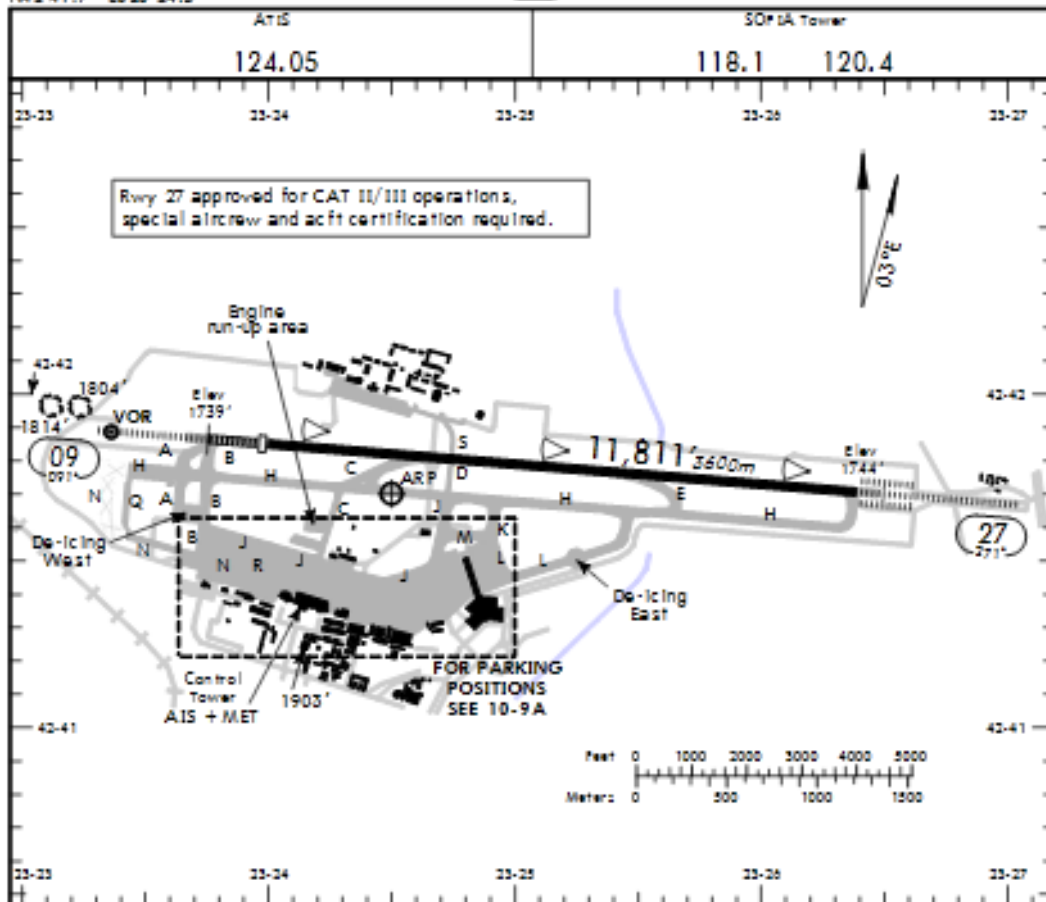 ATIS
SOFIA Tower
124.05
118.1 120.4
23-23 23-24 23-25 23-26 23-27
Rwy 27 approved for CAT II/III operations,
special aircrew and acft certification required.
03°E
Engine
run-up area
42-42
42-42
1804'
1814'
VOR
Elev
1739'
09
091°
11,811' 3600m
Elev
1744'
27
271°
A
B
S
C
D
ARP
H
H
H
H
E
N
Q
A
B
C
J
K
De-icing
West
B
J
M
N
N
R
J
J
L
L
De-icing
East
Control
Tower
AIS + MET
1903'
FOR PARKING
POSITIONS
SEE 10-9A
42-41
42-41
Feet 0 1000 2000 3000 4000 5000
Meters 0 500 1000 1500
23-23 23-24 23-25 23-26 23-27